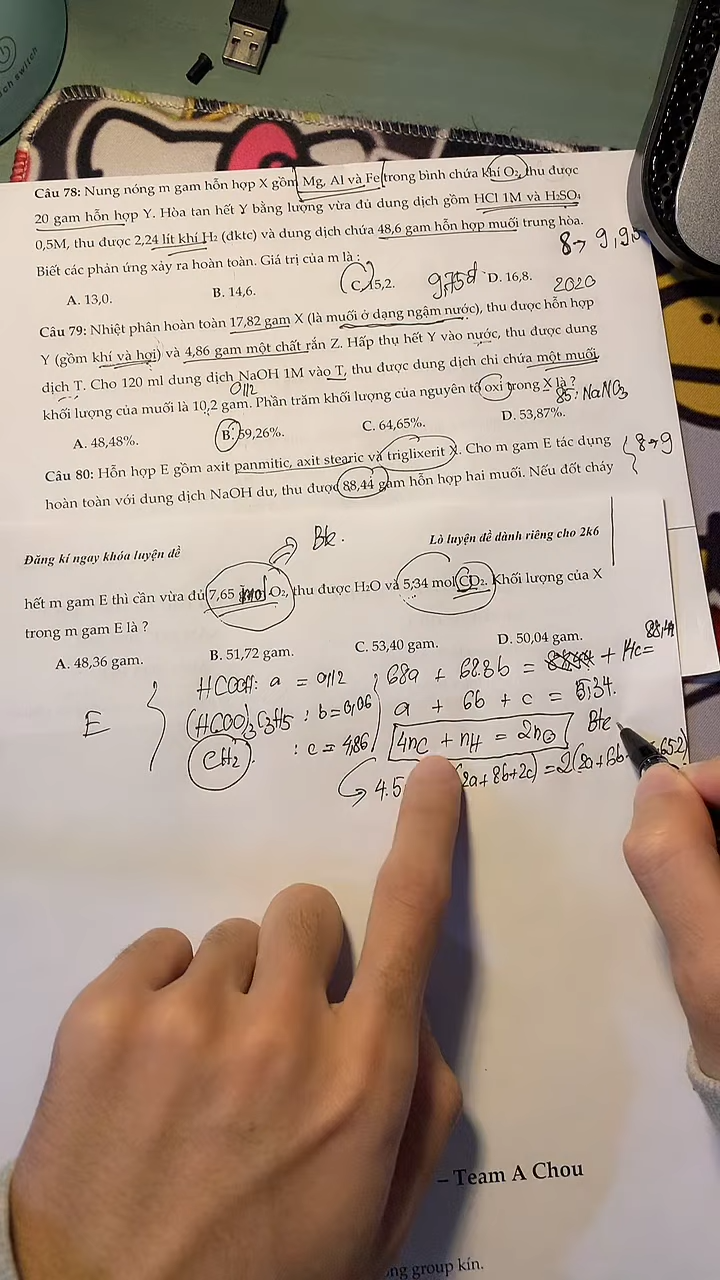 ch switch
Câu 78: Nung nóng m gam hỗn hợp X gồm Mg, Al và Fe trong bình chứa khí O₂, thu được
20 gam hỗn hợp Y. Hòa tan hết Y bằng lượng vừa đủ dung dịch gồm HCl 1M và H₂SO₄
0,5M, thu được 2,24 lít khí H₂ (đktc) và dung dịch chứa 48,6 gam hỗn hợp muối trung hòa.
Biết các phản ứng xảy ra hoàn toàn. Giá trị của m là :
8 → 9,95
A. 13,0. B. 14,6. C. 15,2. D. 16,8.
9,75đ
2020
Câu 79: Nhiệt phân hoàn toàn 17,82 gam X (là muối ở dạng ngậm nước), thu được hỗn hợp
Y (gồm khí và hơi) và 4,86 gam một chất rắn Z. Hấp thụ hết Y vào nước, thu được dung
dịch T. Cho 120 ml dung dịch NaOH 1M vào T, thu được dung dịch chỉ chứa một muối,
0,12
khối lượng của muối là 10,2 gam. Phần trăm khối lượng của nguyên tố oxi trong X là ?
85: NaNO₃
A. 48,48%. B. 59,26%. C. 64,65%. D. 53,87%.
Câu 80: Hỗn hợp E gồm axit panmitic, axit stearic và triglixerit X. Cho m gam E tác dụng
8 → 9
hoàn toàn với dung dịch NaOH dư, thu được 88,44 gam hỗn hợp hai muối. Nếu đốt cháy
Đăng kí ngay khóa luyện đề
Bte.
Lò luyện đề dành riêng cho 2k6
hết m gam E thì cần vừa đủ 7,65 mol O₂, thu được H₂O và 5,34 mol CO₂. Khối lượng của X
trong m gam E là ?
A. 48,36 gam. B. 51,72 gam. C. 53,40 gam. D. 50,04 gam.
E
HCOOH: a = 0,12
(HCOO)₃C₃H₅ : b = 0,06
CH₂ : c = 4,86
68a + 68.3b + 14c = 88,44
a + 6b + c = 5,34.
4nC + nH = 2nO
Bte
4.5 2a + 8b + 2c) = 2(2a + 6b
– Team A Chou
ong group kín.